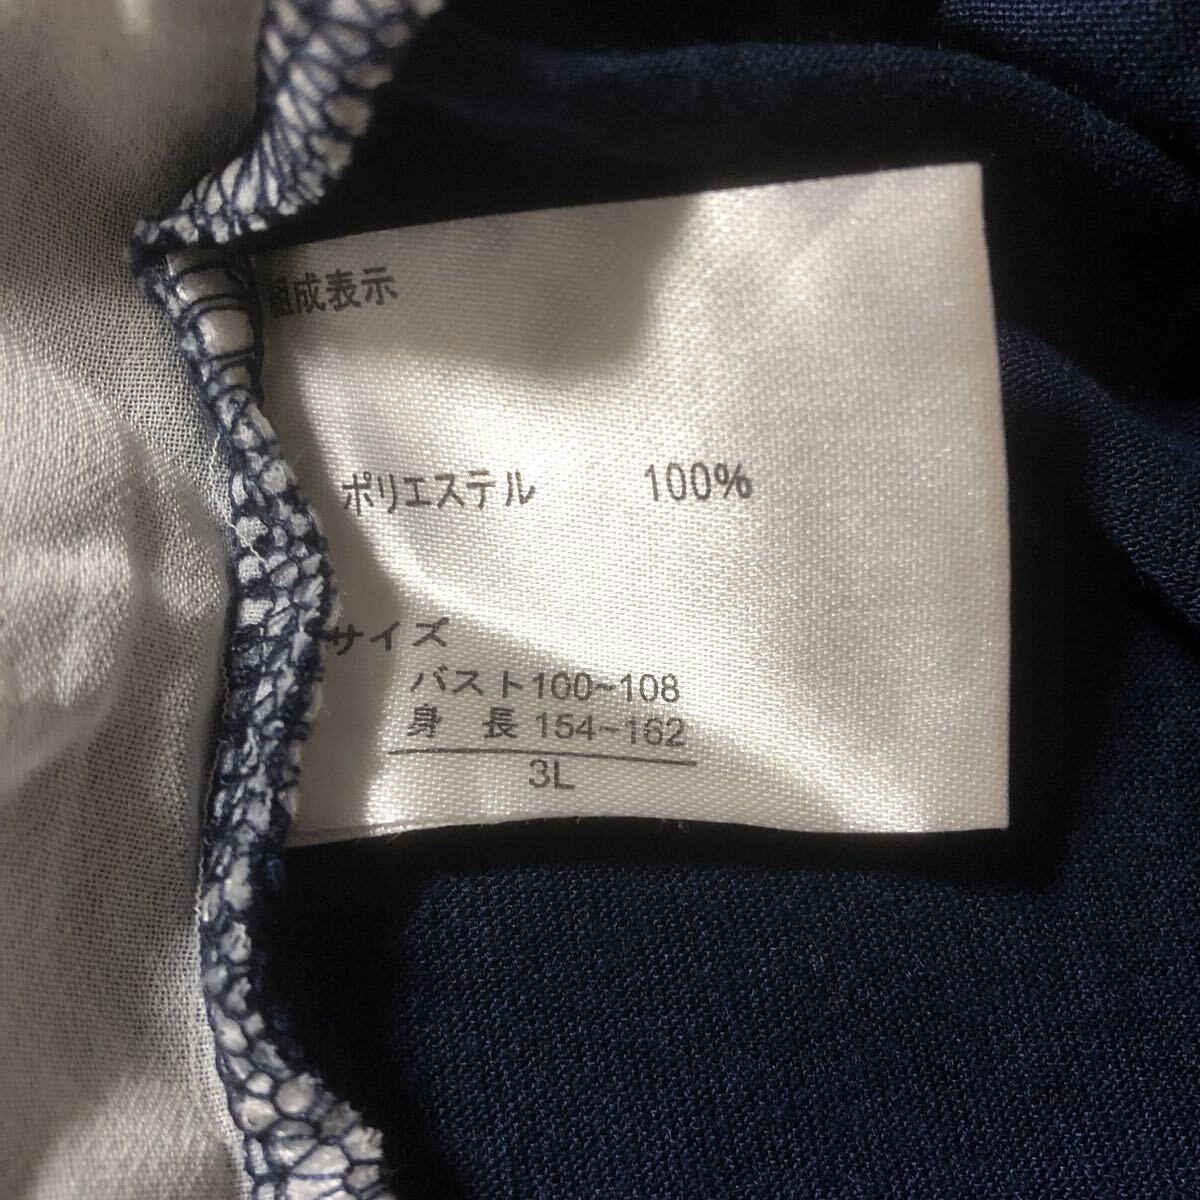 組成表示
ポリエステル 100%
サイズ
バスト100~108
身 長 154~162
3L